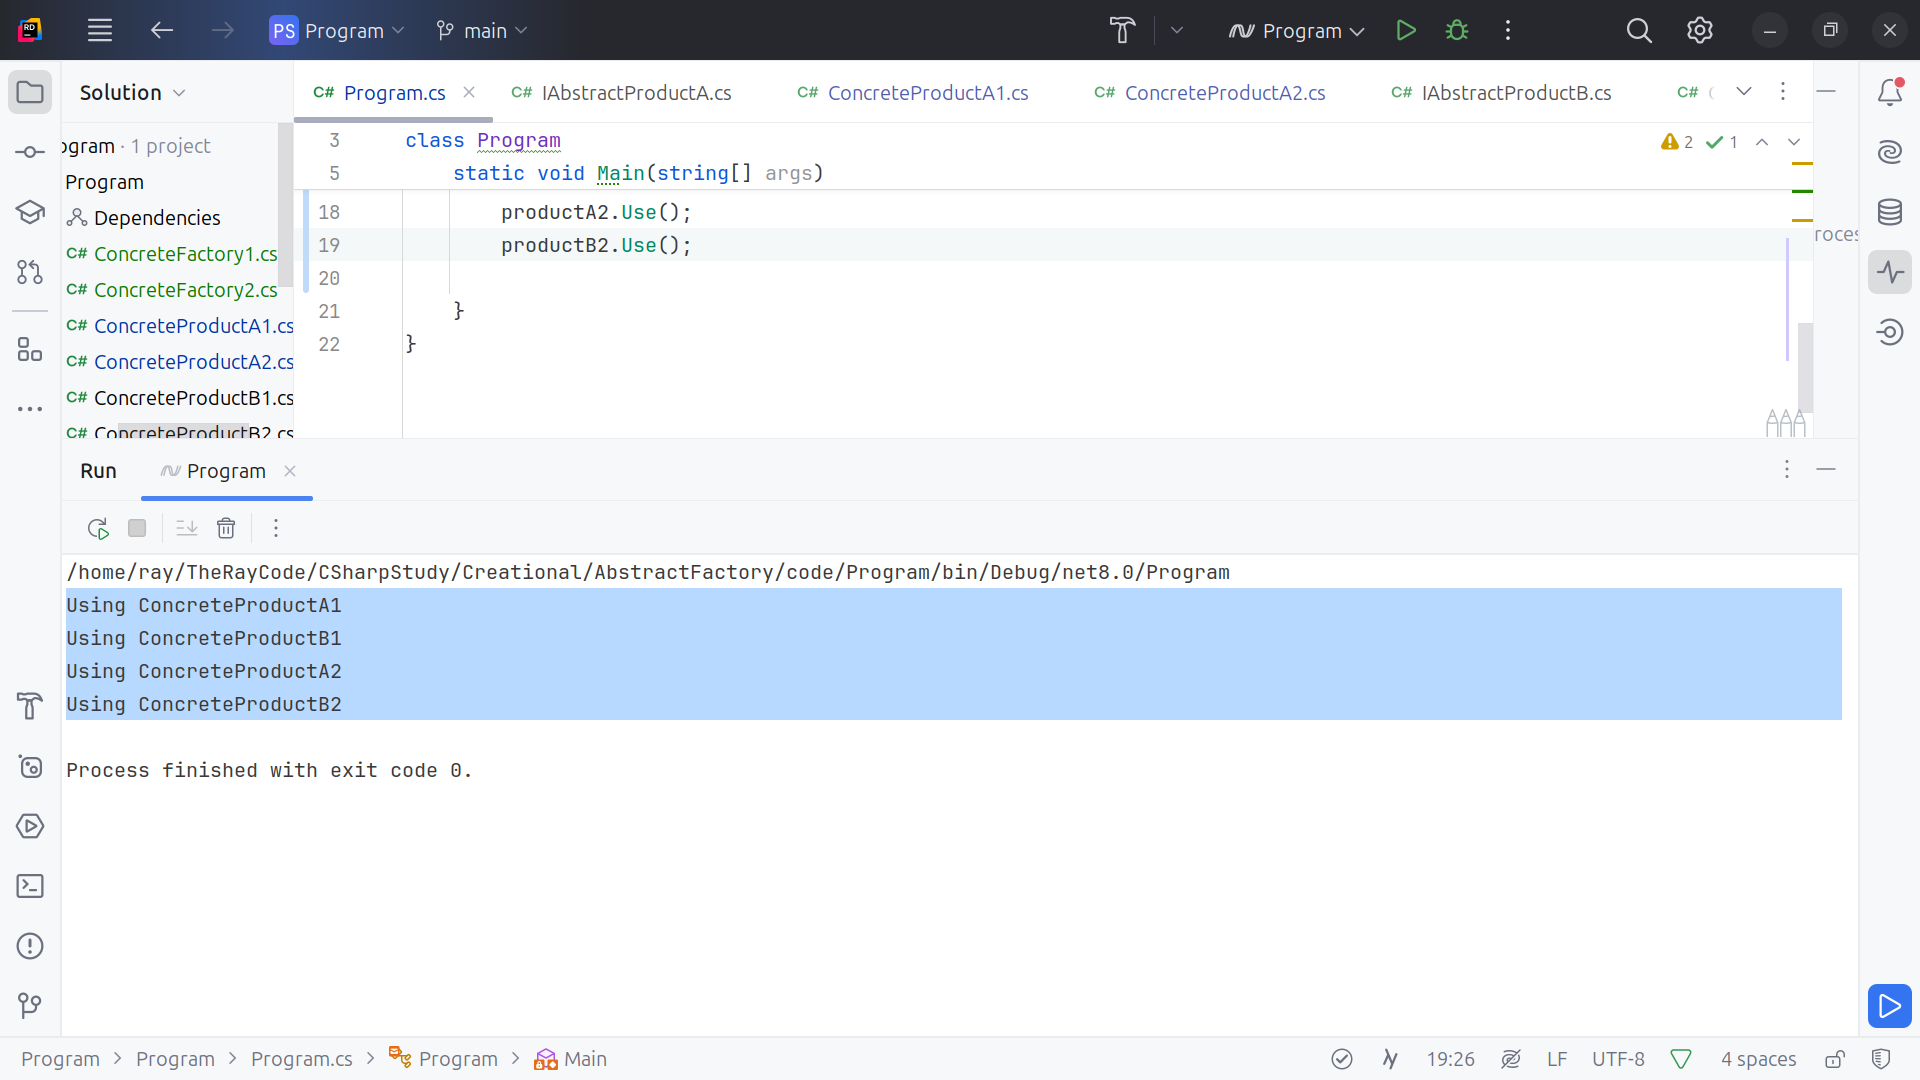 RD
PS Program
main
Program
Solution
C# Program.cs
C# IAbstractProductA.cs
C# ConcreteProductA1.cs
C# ConcreteProductA2.cs
C# IAbstractProductB.cs
C#
ogram · 1 project
Program
Dependencies
C# ConcreteFactory1.cs
C# ConcreteFactory2.cs
C# ConcreteProductA1.cs
C# ConcreteProductA2.cs
C# ConcreteProductB1.cs
C# ConcreteProductB2.cs
3 class Program
5 static void Main(string[] args)
18 productA2.Use();
19 productB2.Use();
20
21 }
22 }
2 1
roces
Run Program
/home/ray/TheRayCode/CSharpStudy/Creational/AbstractFactory/code/Program/bin/Debug/net8.0/Program
Using ConcreteProductA1
Using ConcreteProductB1
Using ConcreteProductA2
Using ConcreteProductB2
Process finished with exit code 0.
Program > Program > Program.cs > Program > Main
19:26 LF UTF-8 4 spaces